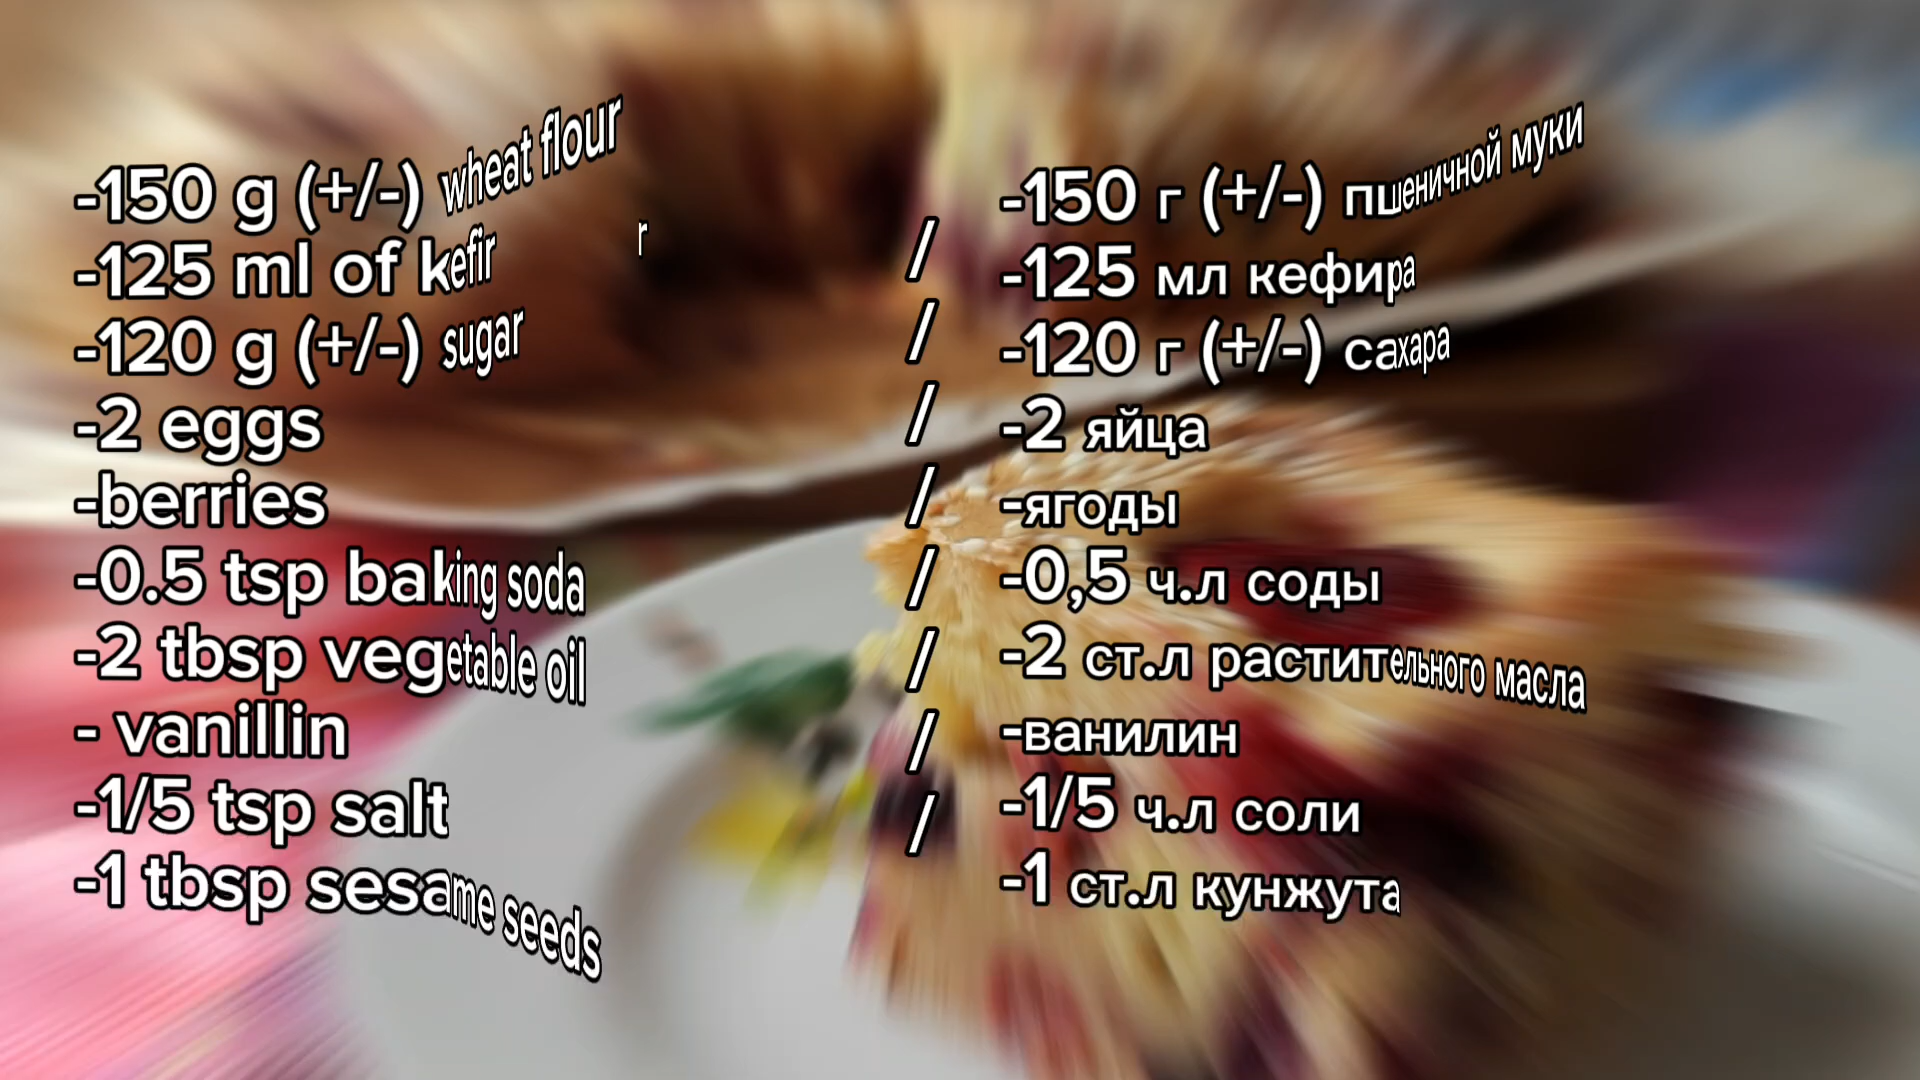 -150 g (+/-) wheat flour
-125 ml of kefir
r
-120 g (+/-) sugar
-2 eggs
-berries
-0.5 tsp baking soda
-2 tbsp vegetable oil
- vanillin
-1/5 tsp salt
-1 tbsp sesame seeds
/
/
/
/
/
/
/
/
-150 г (+/-) пшеничной муки
-125 мл кефира
-120 г (+/-) сахара
-2 яйца
-ягоды
-0,5 ч.л соды
-2 ст.л растительного масла
-ванилин
-1/5 ч.л соли
-1 ст.л кунжута